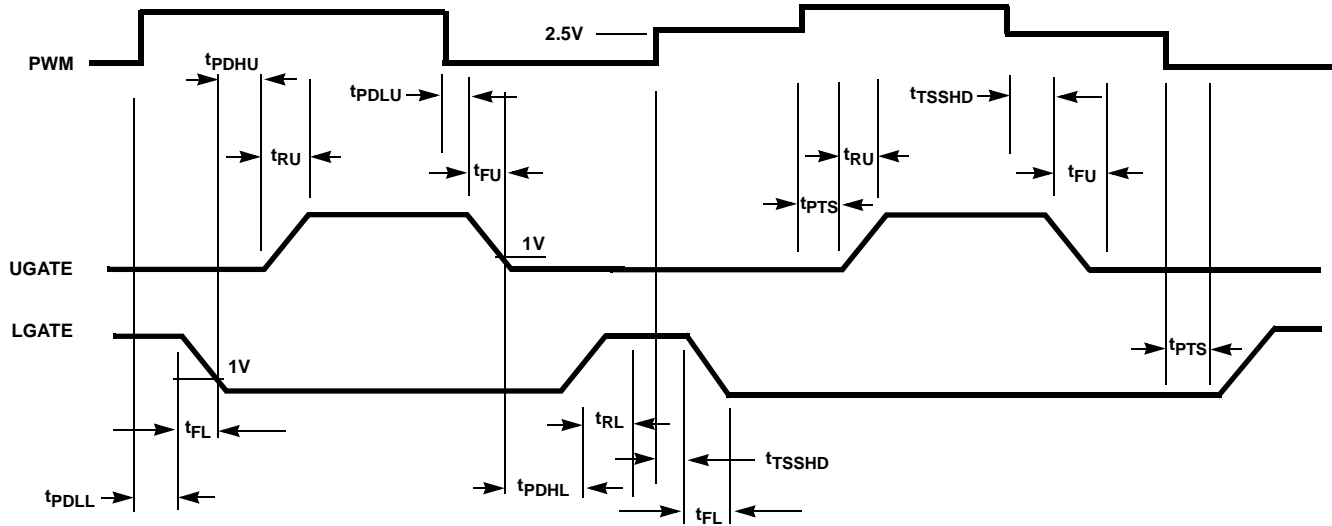 2.5V
PWM
tPDHU
tPDLU
tTSSHD
tRU
tRU
tFU
tFU
tPTS
1V
UGATE
LGATE
1V
tPTS
tRL
tFL
tTSSHD
tPDHL
tPDLL
tFL